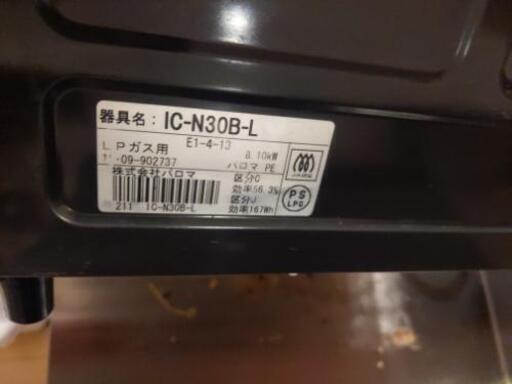 器具名: IC-N30B-L
LPガス用 E1-4-13 8.10kW
09-902737 パロマ PE
株式会社パロマ 区分C
効率56.3%
区分J
効率167Wh
211 IC-N30B-L
PS
LPG